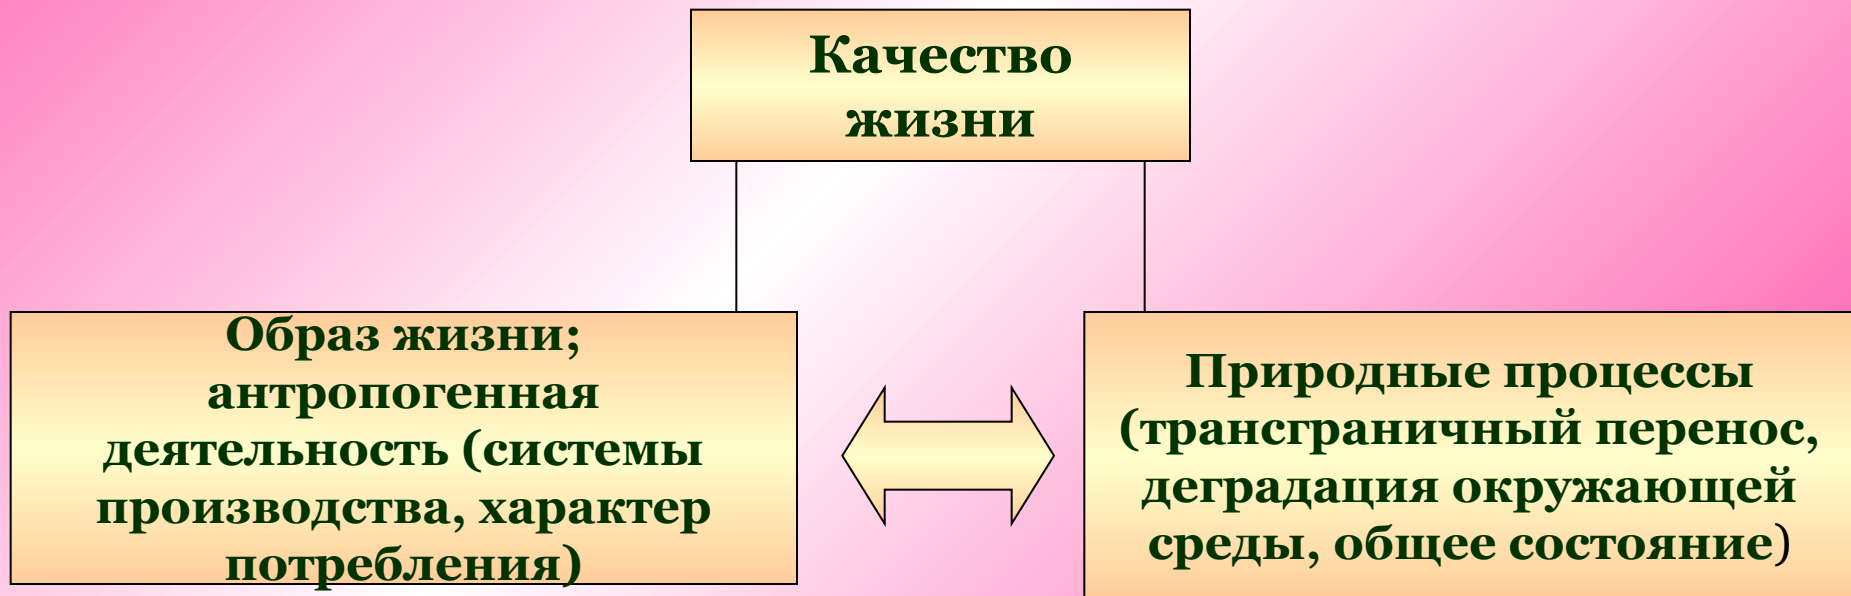 Качество
жизни
Образ жизни;
антропогенная
деятельность (системы
производства, характер
потребления)
Природные процессы
(трансграничный перенос,
деградация окружающей
среды, общее состояние)